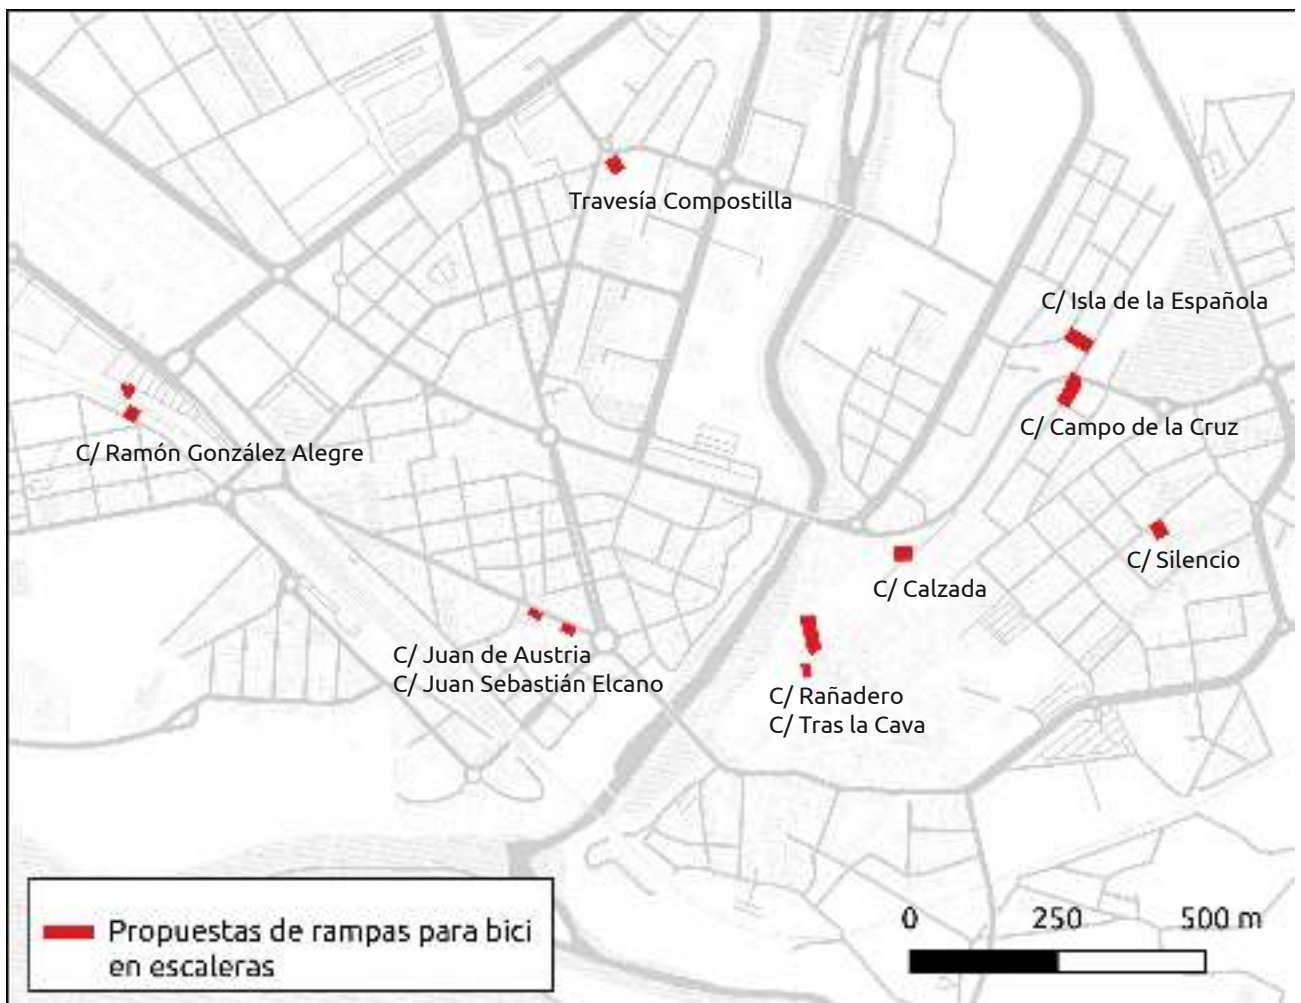 Travesía Compostilla
C/ Isla de la Española
C/ Campo de la Cruz
C/ Ramón González Alegre
C/ Silencio
C/ Calzada
C/ Juan de Austria
C/ Juan Sebastián Elcano
C/ Rañadero
C/ Tras la Cava
Propuestas de rampas para bici
en escaleras
0 250 500 m